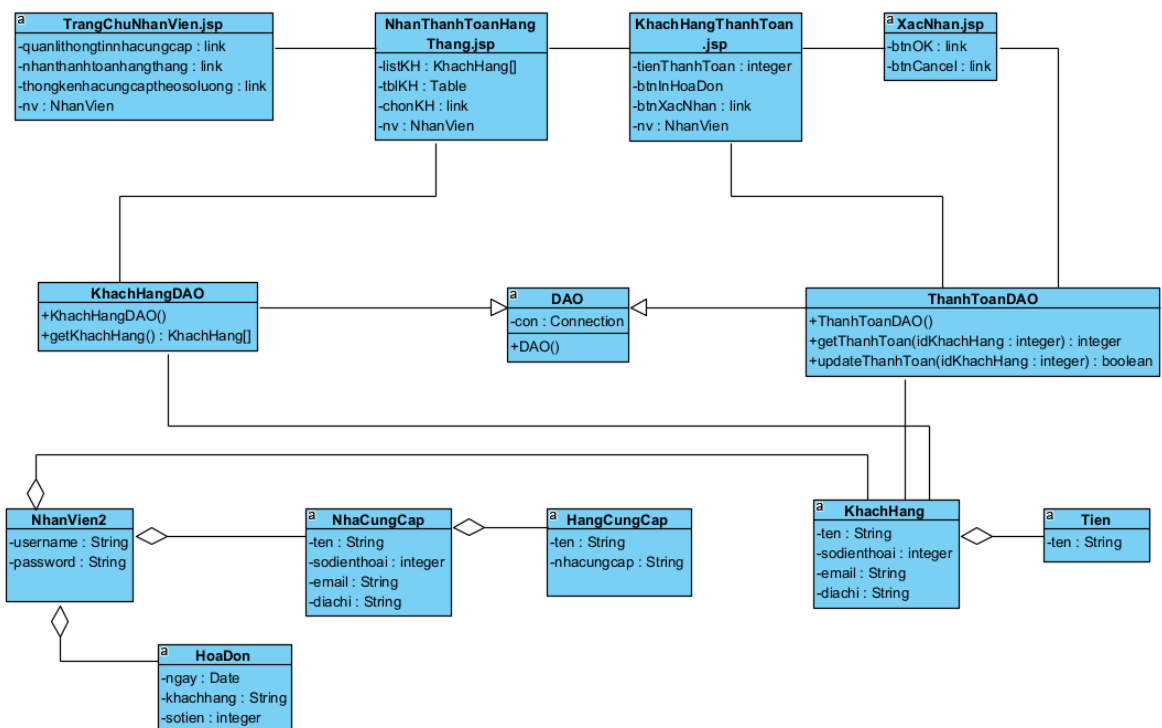 a
TrangChuNhanVien.jsp
-quanlithongtinnhacungcap : link
-nhanthanhtoanhangthang : link
-thongkenhacungcaptheosoluong : link
-nv : NhanVien
NhanThanhToanHang
Thang.jsp
-listKH : KhachHang[]
-tblKH : Table
-chonKH : link
-nv : NhanVien
KhachHangThanhToan
.jsp
-tienThanhToan : integer
-btnInHoaDon
-btnXacNhan : link
-nv : NhanVien
a
XacNhan.jsp
-btnOK : link
-btnCancel : link
KhachHangDAO
+KhachHangDAO()
+getKhachHang() : KhachHang[]
a
DAO
-con : Connection
+DAO()
ThanhToanDAO
+ThanhToanDAO()
+getThanhToan(idKhachHang : integer) : integer
+updateThanhToan(idKhachHang : integer) : boolean
NhanVien2
-username : String
-password : String
a
NhaCungCap
-ten : String
-sodienthoai : integer
-email : String
-diachi : String
a
HangCungCap
-ten : String
-nhacungcap : String
a
KhachHang
-ten : String
-sodienthoai : integer
-email : String
-diachi : String
a
Tien
-ten : String
a
HoaDon
-ngay : Date
-khachhang : String
-sotien : integer